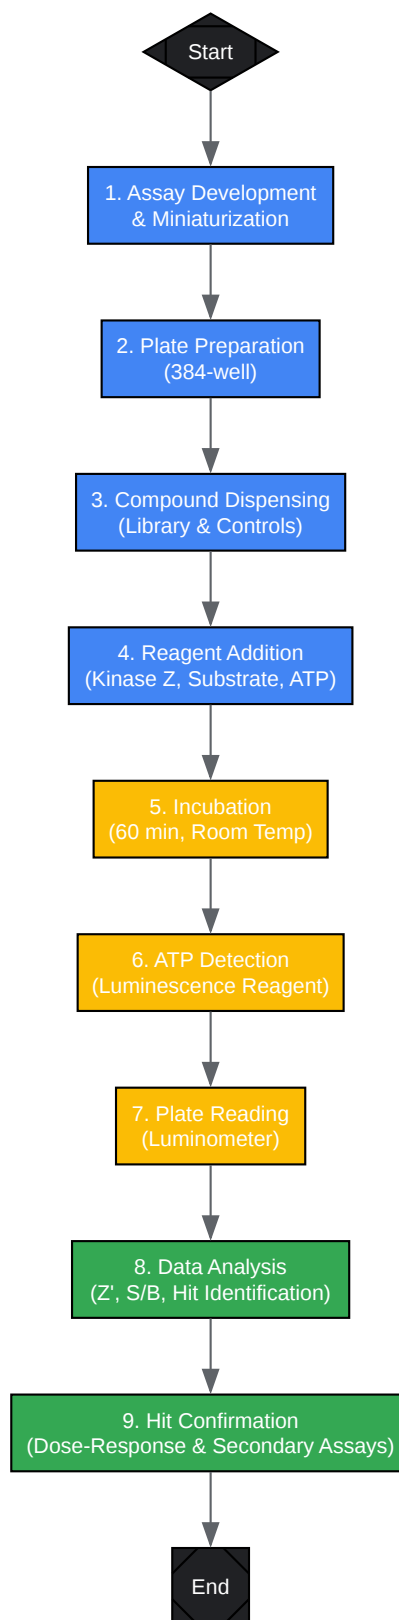 Start
1. Assay Development
& Miniaturization
2. Plate Preparation
(384-well)
3. Compound Dispensing
(Library & Controls)
4. Reagent Addition
(Kinase Z, Substrate, ATP)
5. Incubation
(60 min, Room Temp)
6. ATP Detection
(Luminescence Reagent)
7. Plate Reading
(Luminometer)
8. Data Analysis
(Z', S/B, Hit Identification)
9. Hit Confirmation
(Dose-Response & Secondary Assays)
End